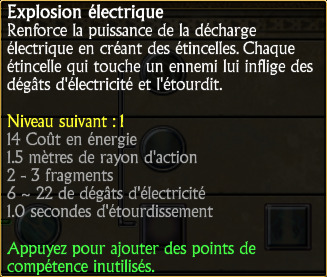 Explosion électrique
Renforce la puissance de la décharge
électrique en créant des étincelles. Chaque
étincelle qui touche un ennemi lui inflige des
dégâts d'électricité et l'étourdit.
Niveau suivant : 1
14 Coût en énergie
1.5 mètres de rayon d'action
2 - 3 fragments
6 ~ 22 de dégâts d'électricité
1.0 secondes d'étourdissement
Appuyez pour ajouter des points de
compétence inutilisés.